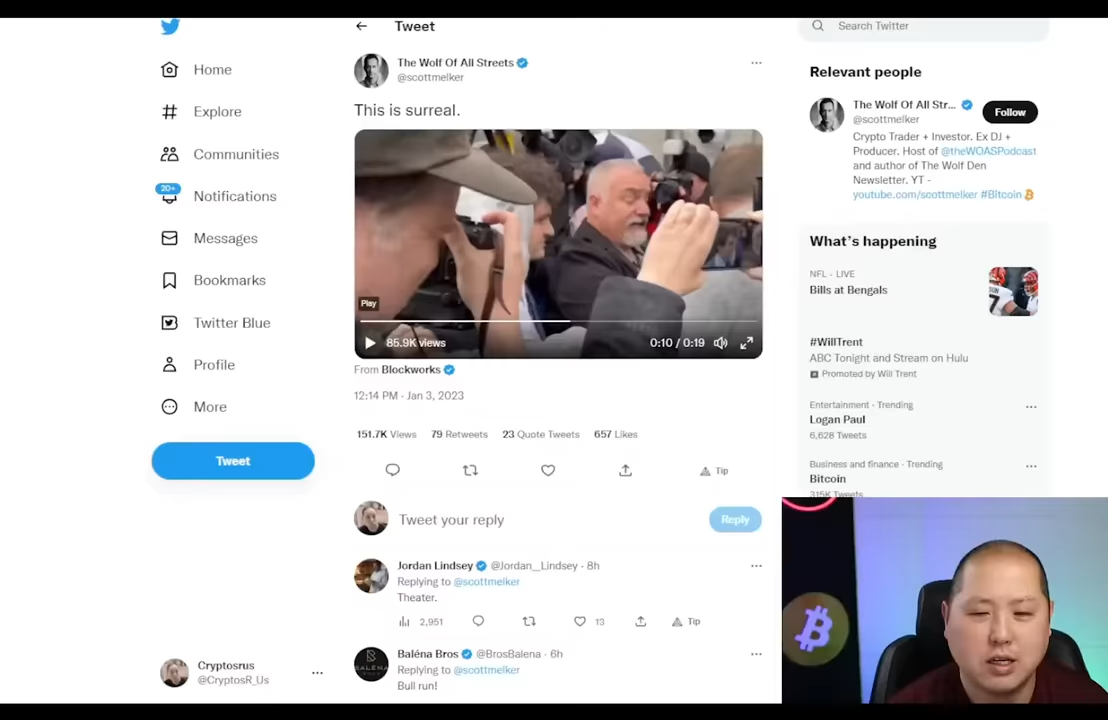 Home
Explore
Communities
20+
Notifications
Messages
Bookmarks
Twitter Blue
Profile
More
Tweet
Cryptosrus
@CryptosR_Us
Tweet
The Wolf Of All Streets
@scottmelker
This is surreal.
Play
85.9K views
0:10 / 0:19
From Blockworks
12:14 PM · Jan 3, 2023
151.7K Views 79 Retweets 23 Quote Tweets 657 Likes
Tip
Tweet your reply
Reply
Jordan Lindsey @Jordan__Lindsey · 8h
Replying to @scottmelker
Theater.
2,951
13
Tip
Baléna Bros @BrosBalena · 6h
Replying to @scottmelker
Bull run!
Search Twitter
Relevant people
The Wolf Of All Str...
@scottmelker
Follow
Crypto Trader + Investor. Ex DJ +
Producer. Host of @theWOASPodcast
and author of The Wolf Den
Newsletter. YT -
youtube.com/scottmelker #Bitcoin
What's happening
NFL · LIVE
Bills at Bengals
#WillTrent
ABC Tonight and Stream on Hulu
Promoted by Will Trent
Entertainment · Trending
Logan Paul
6,628 Tweets
Business and finance · Trending
Bitcoin
315K Tweets